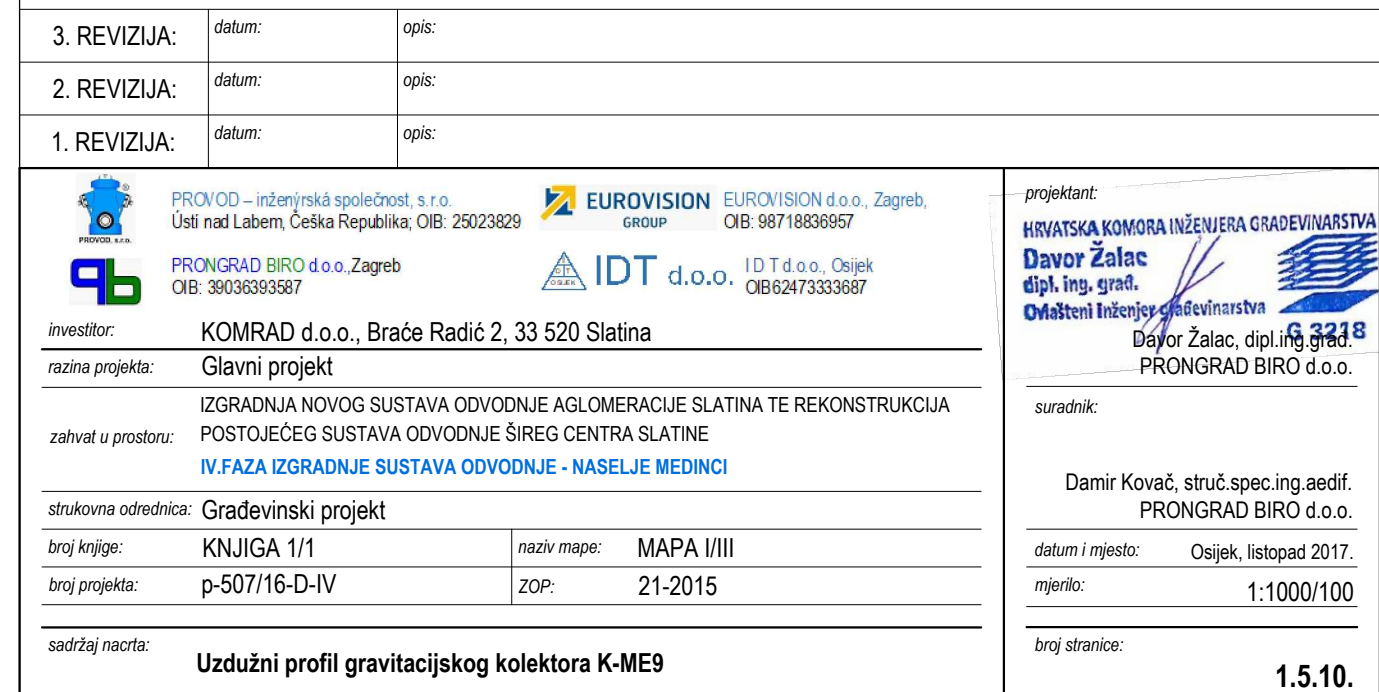 3. REVIZIJA: datum: opis:
2. REVIZIJA: datum: opis:
1. REVIZIJA: datum: opis:
PROVOD, s.r.o.
PROVOD – inženýrská společnost, s.r.o.
Ústi nad Labem, Češka Republika; OIB: 25023829
EUROVISION
GROUP
EUROVISION d.o.o., Zagreb,
OIB: 98718836957
PRONGRAD BIRO d.o.o.,Zagreb
OIB: 39036393587
IDT d.o.o.
I D T d.o.o., Osijek
OIB62473333687
investitor: KOMRAD d.o.o., Braće Radić 2, 33 520 Slatina
razina projekta: Glavni projekt
zahvat u prostoru: IZGRADNJA NOVOG SUSTAVA ODVODNJE AGLOMERACIJE SLATINA TE REKONSTRUKCIJA
POSTOJEĆEG SUSTAVA ODVODNJE ŠIREG CENTRA SLATINE
IV.FAZA IZGRADNJE SUSTAVA ODVODNJE - NASELJE MEDINCI
strukovna odrednica: Građevinski projekt
broj knjige: KNJIGA 1/1 naziv mape: MAPA I/III
broj projekta: p-507/16-D-IV ZOP: 21-2015
sadržaj nacrta: Uzdužni profil gravitacijskog kolektora K-ME9
projektant:
HRVATSKA KOMORA INŽENJERA GRAĐEVINARSTVA
Davor Žalac
dipl. ing. građ.
Ovlašteni inženjer građevinarstva
G 3218
Davor Žalac, dipl.ing.građ.
PRONGRAD BIRO d.o.o.
suradnik:
Damir Kovač, struč.spec.ing.aedif.
PRONGRAD BIRO d.o.o.
datum i mjesto: Osijek, listopad 2017.
mjerilo: 1:1000/100
broj stranice:
1.5.10.